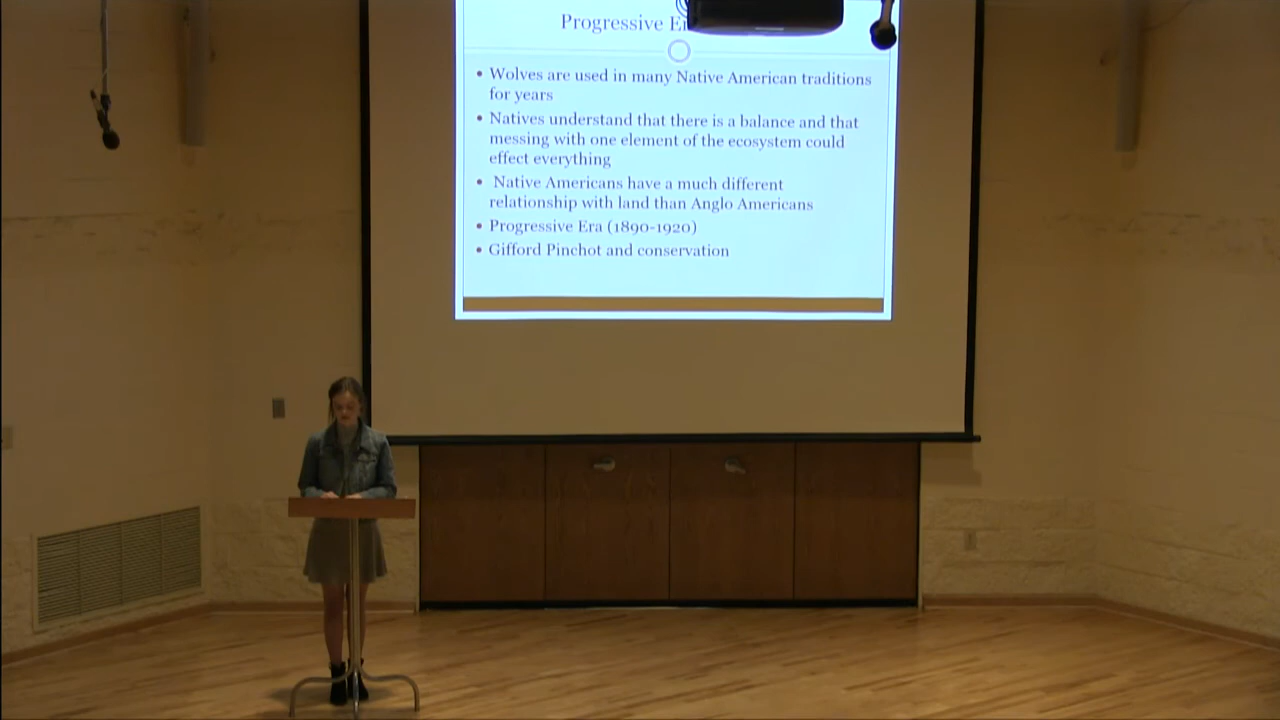 Progressive
• Wolves are used in many Native American traditions
for years
• Natives understand that there is a balance and that
messing with one element of the ecosystem could
effect everything
• Native Americans have a much different
relationship with land than Anglo Americans
• Progressive Era (1890-1920)
• Gifford Pinchot and conservation